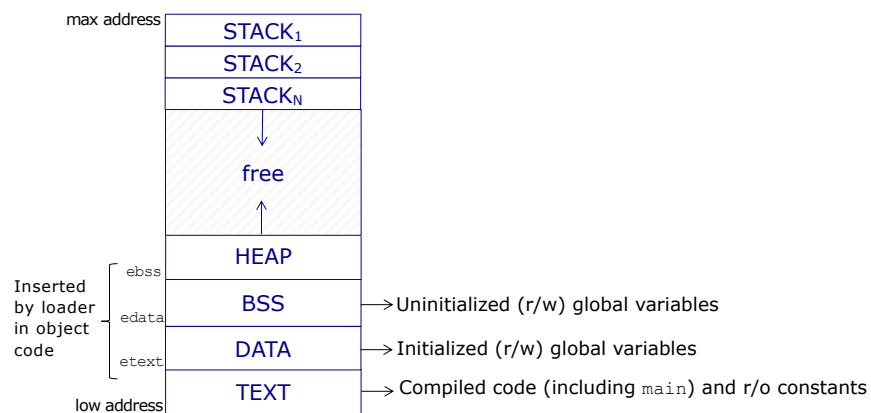 max address
STACK1
STACK2
STACKN
free
HEAP
ebss
Inserted
by loader
in object
code
BSS
Uninitialized (r/w) global variables
edata
DATA
Initialized (r/w) global variables
etext
TEXT
Compiled code (including main) and r/o constants
low address